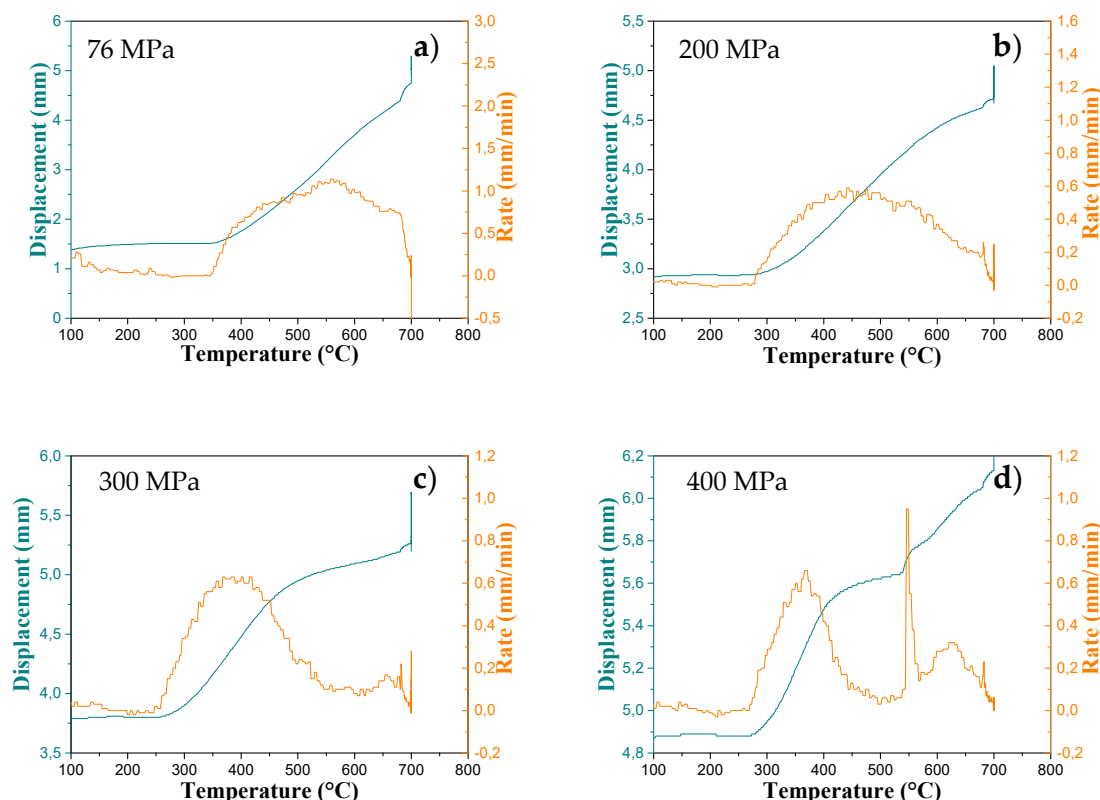 76 MPa
a)
Displacement (mm)
6
5
4
3
2
1
0
3,0
2,5
2,0
1,5
1,0
0,5
0,0
-0,5
Rate (mm/min)
100 200 300 400 500 600 700 800
Temperature (°C)
200 MPa
b)
Displacement (mm)
5,5
5,0
4,5
4,0
3,5
3,0
2,5
1,6
1,4
1,2
1,0
0,8
0,6
0,4
0,2
0,0
-0,2
Rate (mm/min)
100 200 300 400 500 600 700 800
Temperature (°C)
300 MPa
c)
Displacement (mm)
6,0
5,5
5,0
4,5
4,0
3,5
1,2
1,0
0,8
0,6
0,4
0,2
0,0
-0,2
Rate (mm/min)
100 200 300 400 500 600 700 800
Temperature (°C)
400 MPa
d)
Displacement (mm)
6,2
6,0
5,8
5,6
5,4
5,2
5,0
4,8
1,2
1,0
0,8
0,6
0,4
0,2
0,0
-0,2
Rate (mm/min)
100 200 300 400 500 600 700 800
Temperature (°C)